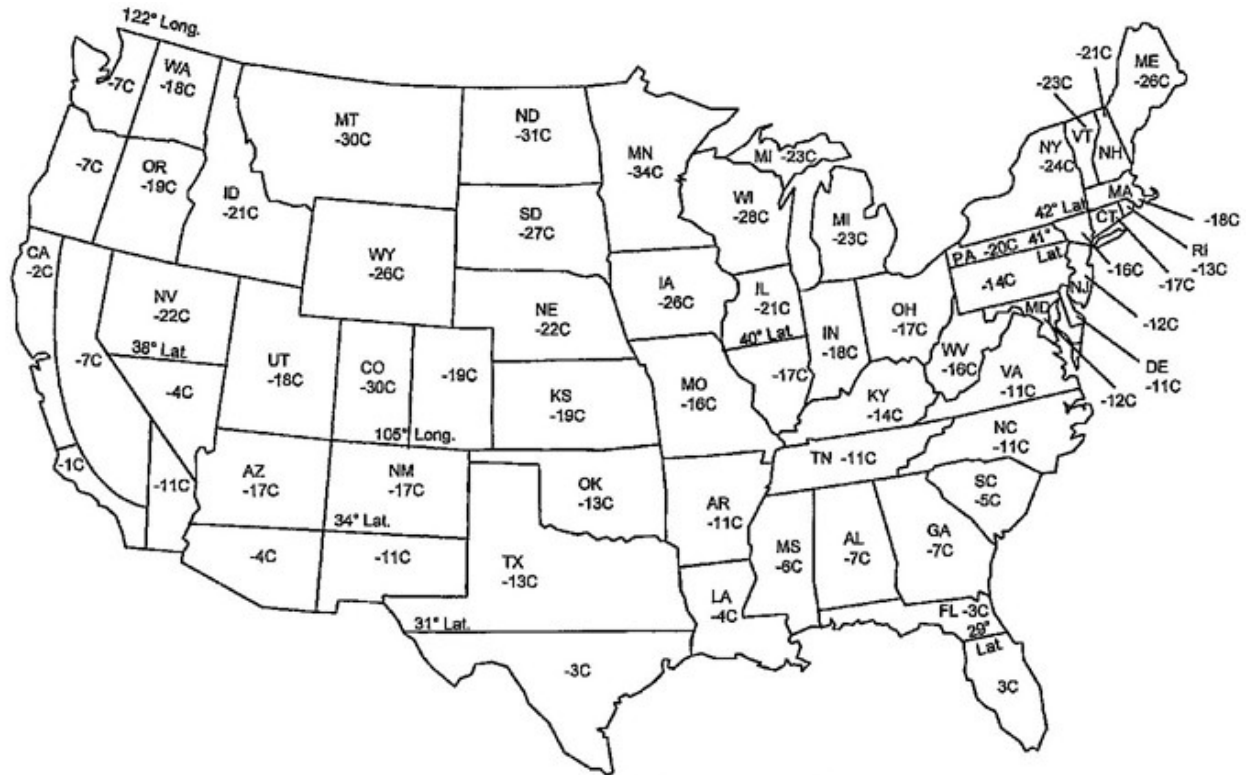 122° Long.
-7C
WA
-18C
-7C
OR
-19C
ID
-21C
MT
-30C
ND
-31C
MN
-34C
SD
-27C
WY
-26C
CA
-2C
NV
-22C
38° Lat.
-7C
-4C
-1C
-11C
UT
-18C
CO
-30C
-19C
105° Long.
NE
-22C
KS
-19C
IA
-26C
MO
-16C
WI
-28C
MI -23C
MI
-23C
IL
-21C
40° Lat
-17C
IN
-18C
OH
-17C
KY
-14C
WV
-16C
VA
-11C
AZ
-17C
-4C
NM
-17C
34° Lat.
-11C
OK
-13C
TX
-13C
31° Lat.
-3C
AR
-11C
LA
-4C
TN -11C
NC
-11C
SC
-5C
MS
-6C
AL
-7C
GA
-7C
FL -3C
29°
Lat
3C
ME
-26C
-21C
-23C
VT
NH
NY
-24C
MA
42° Lat
CT
-18C
RI
-13C
-17C
-16C
PA -20C 41°
Lat.
-14C
NJ
-12C
MD
DE
-11C
-12C